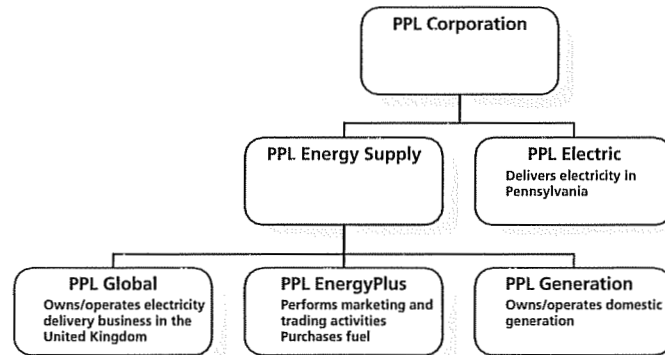 PPL Corporation
PPL Energy Supply
PPL Electric
Delivers electricity in
Pennsylvania
PPL Global
Owns/operates electricity
delivery business in the
United Kingdom
PPL EnergyPlus
Performs marketing and
trading activities
Purchases fuel
PPL Generation
Owns/operates domestic
generation